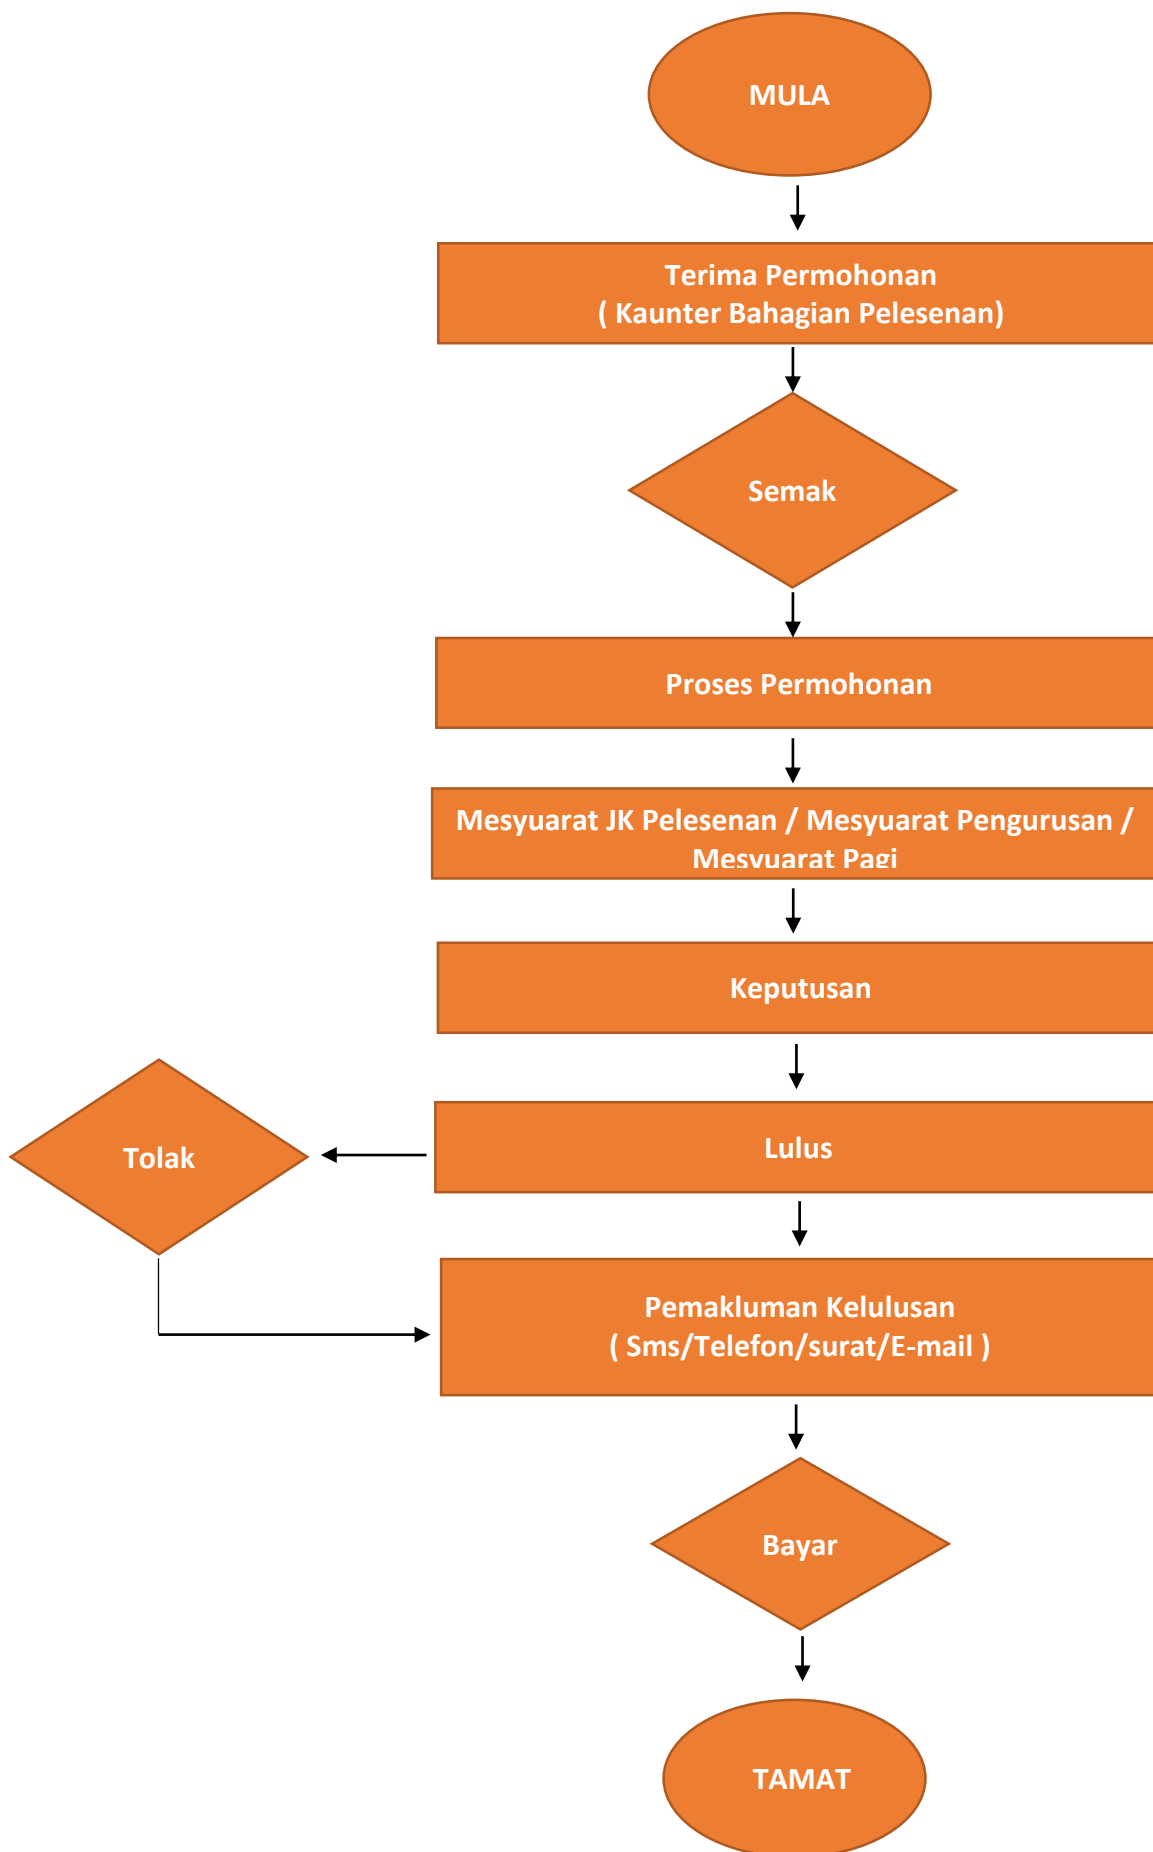 MULA
Terima Permohonan
( Kaunter Bahagian Pelesenan)
Semak
Proses Permohonan
Mesyuarat JK Pelesenan / Mesyuarat Pengurusan /
Mesyuarat Pagi
Keputusan
Lulus
Tolak
Pemakluman Kelulusan
( Sms/Telefon/surat/E-mail )
Bayar
TAMAT